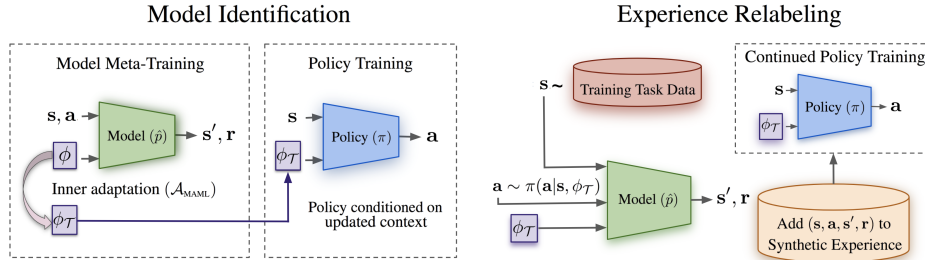 Model Identification
Model Meta-Training
s, a
Model (p̂)
s′, r
ϕ
Inner adaptation (𝒜MAML)
ϕ𝒯
Policy Training
s
Policy (π)
a
ϕ𝒯
Policy conditioned on
updated context
Experience Relabeling
s ~
Training Task Data
a ∼ π(a|s, ϕ𝒯)
Model (p̂)
s′, r
ϕ𝒯
Continued Policy Training
s
Policy (π)
a
ϕ𝒯
Add (s, a, s′, r) to
Synthetic Experience